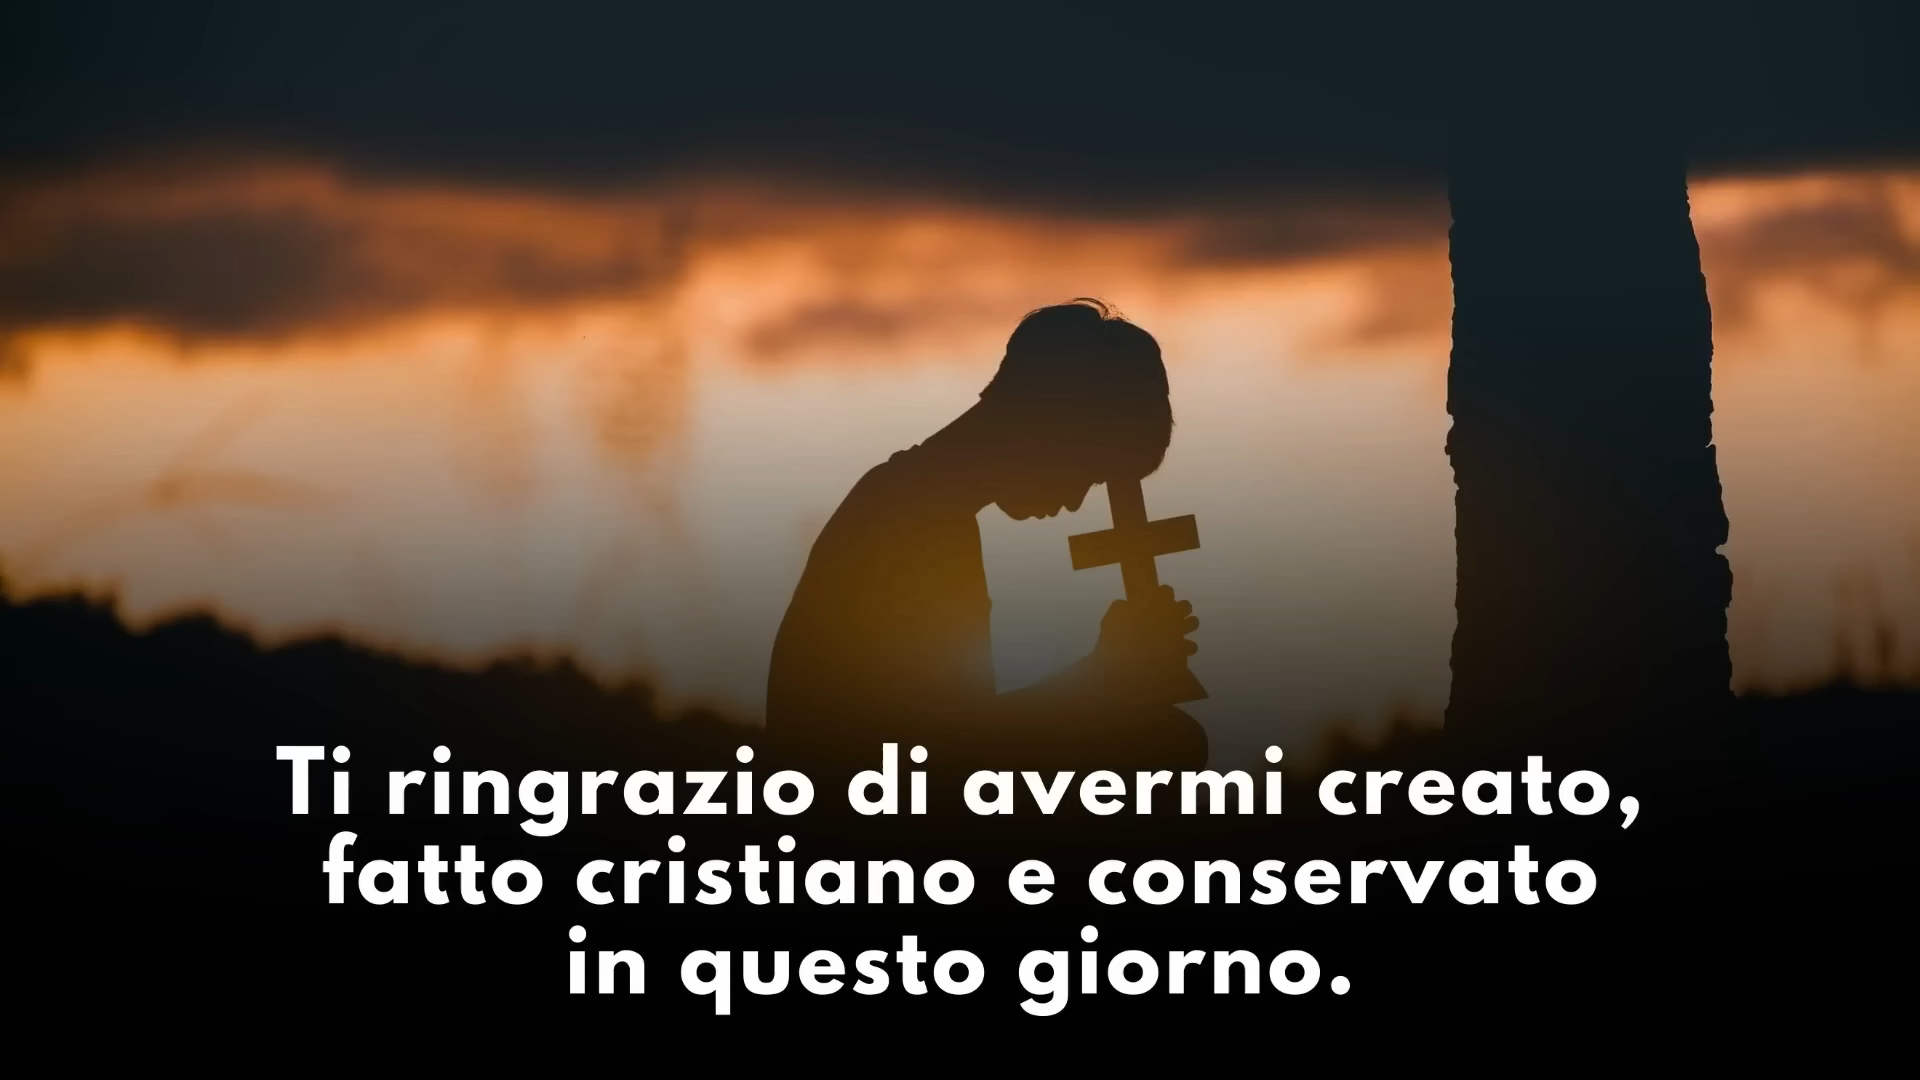 Ti ringrazio di avermi creato,
fatto cristiano e conservato
in questo giorno.